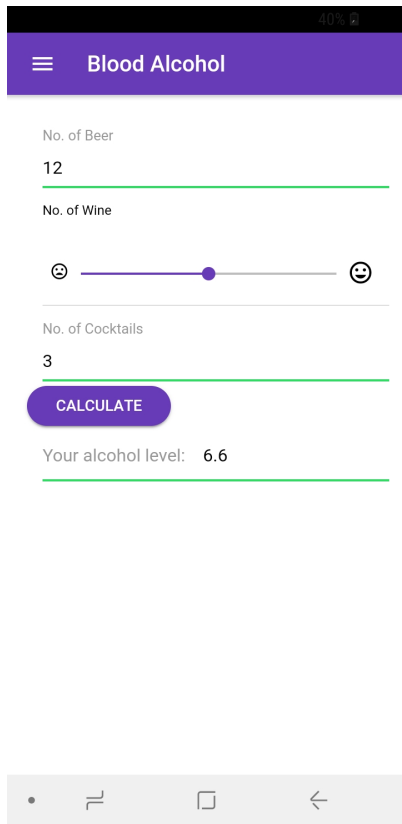 40%
Blood Alcohol
No. of Beer
12
No. of Wine
No. of Cocktails
3
CALCULATE
Your alcohol level: 6.6